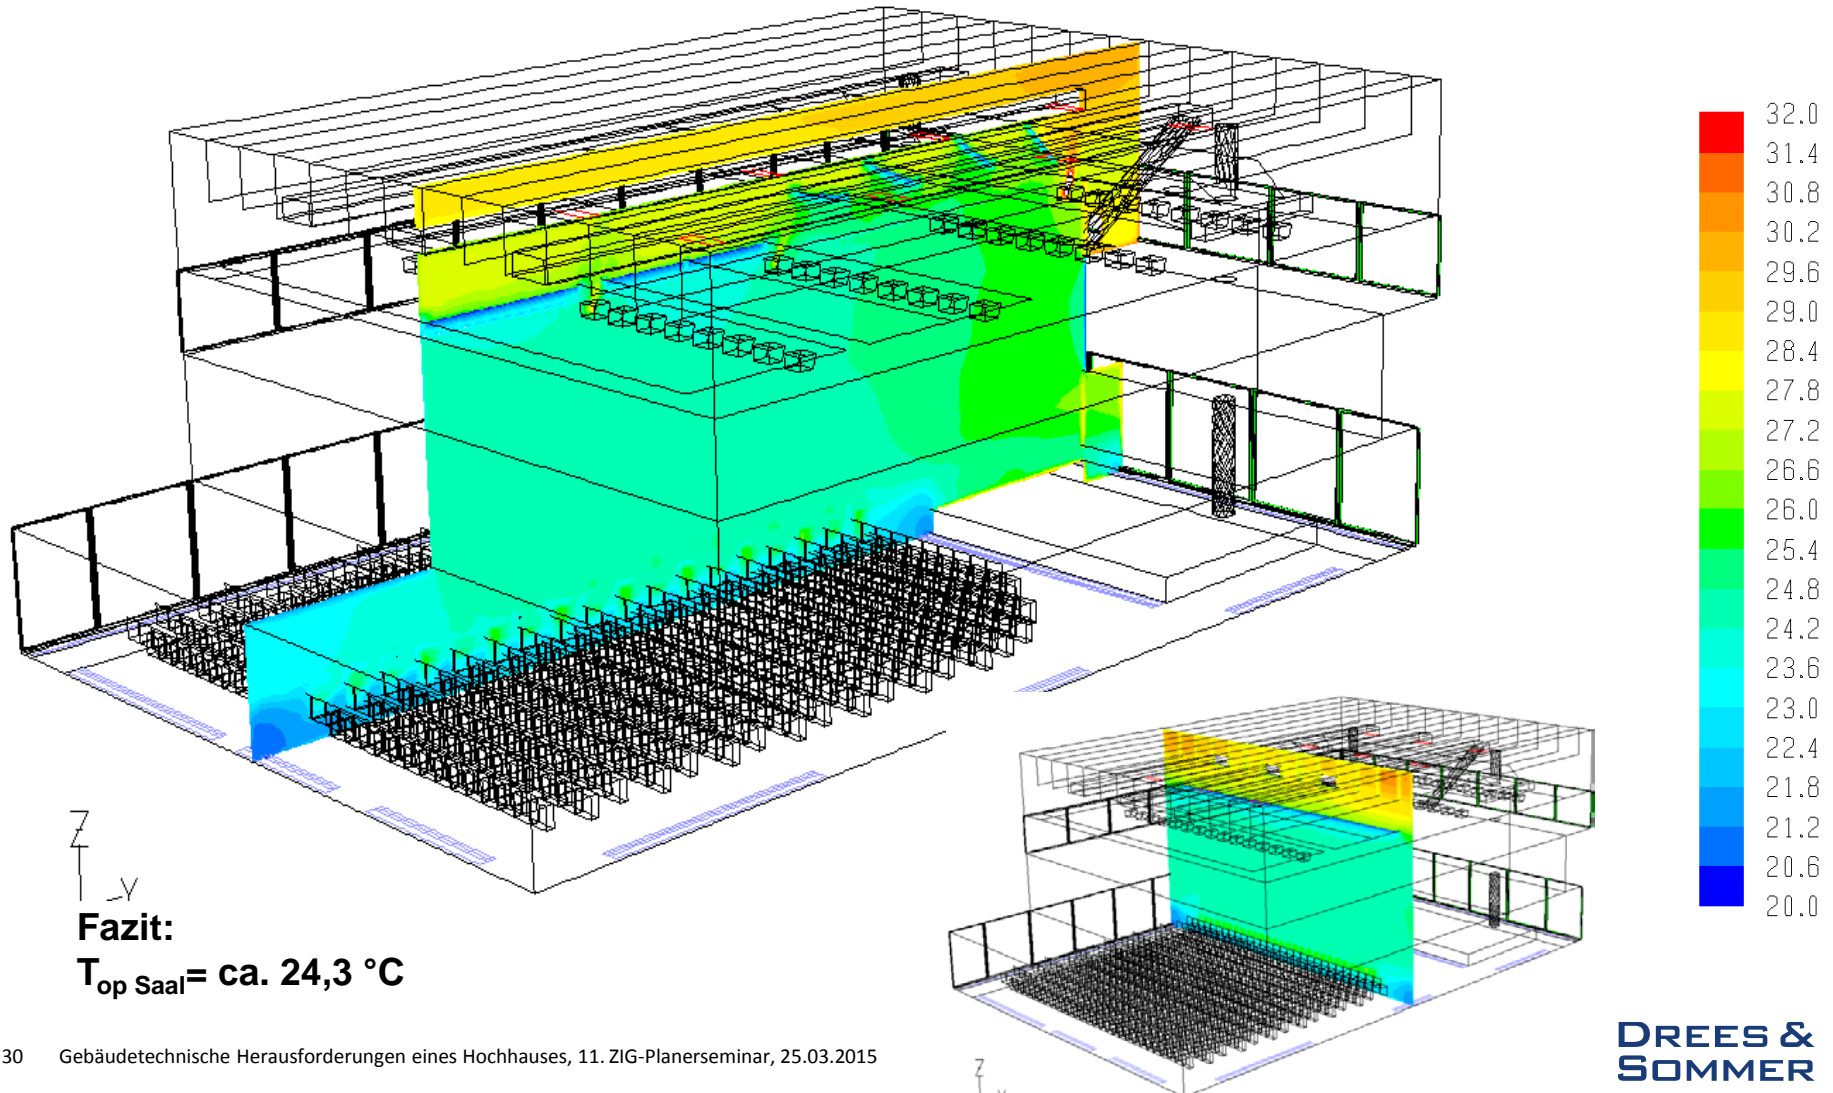 32.0
31.4
30.8
30.2
29.6
29.0
28.4
27.8
27.2
26.6
26.0
25.4
24.8
24.2
23.6
23.0
22.4
21.8
21.2
20.6
20.0
Z
Y
Fazit:
Top Saal= ca. 24,3 °C
Z
30 Gebäudetechnische Herausforderungen eines Hochhauses, 11. ZIG-Planerseminar, 25.03.2015
DREES &
SOMMER